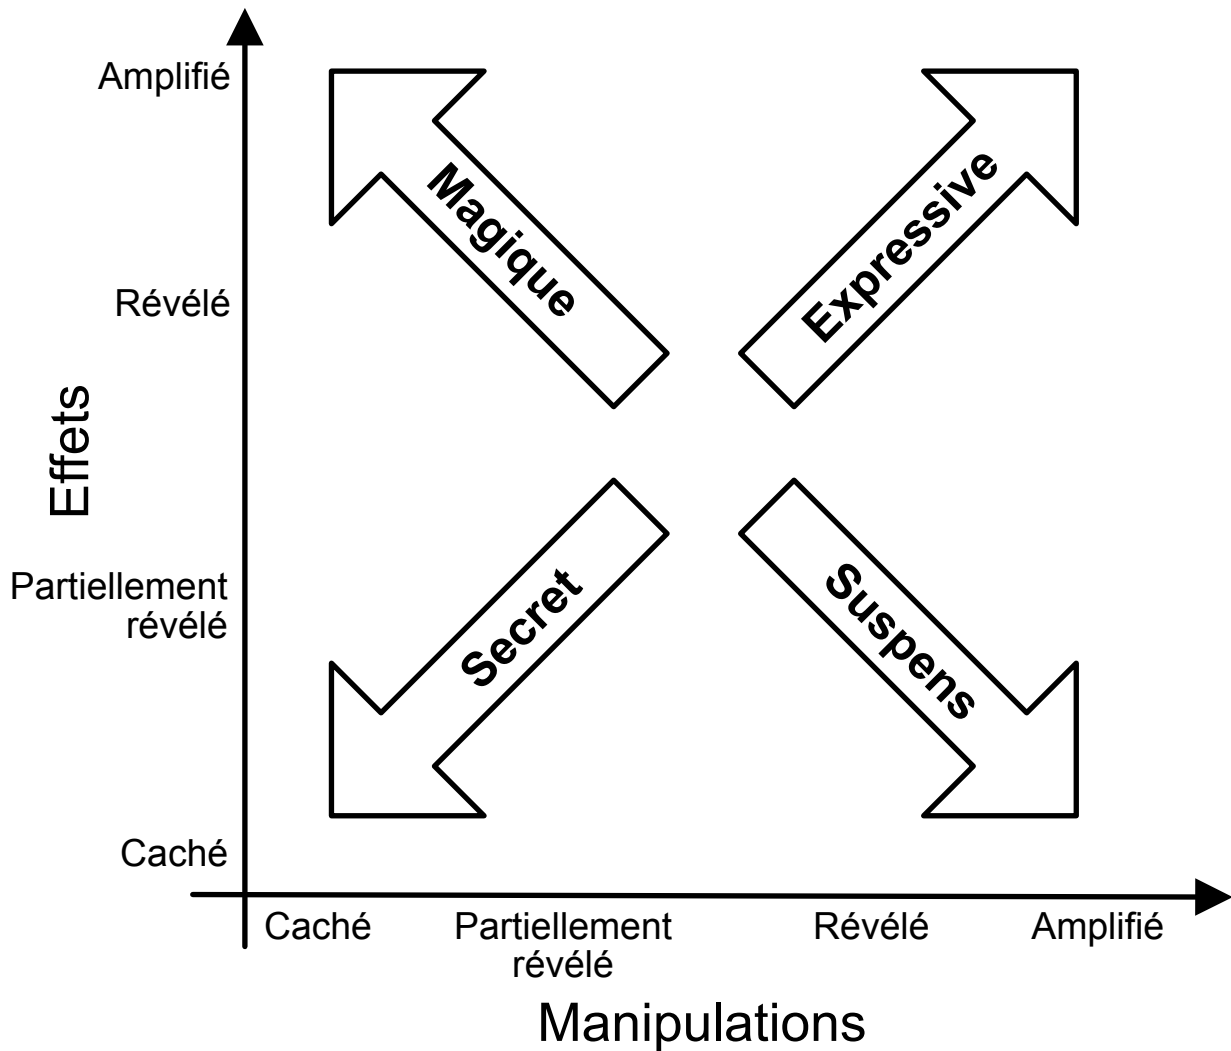 Amplifié
Révélé
Effets
Partiellement
révélé
Caché
Magique
Expressive
Secret
Suspens
Caché
Partiellement
révélé
Révélé
Amplifié
Manipulations